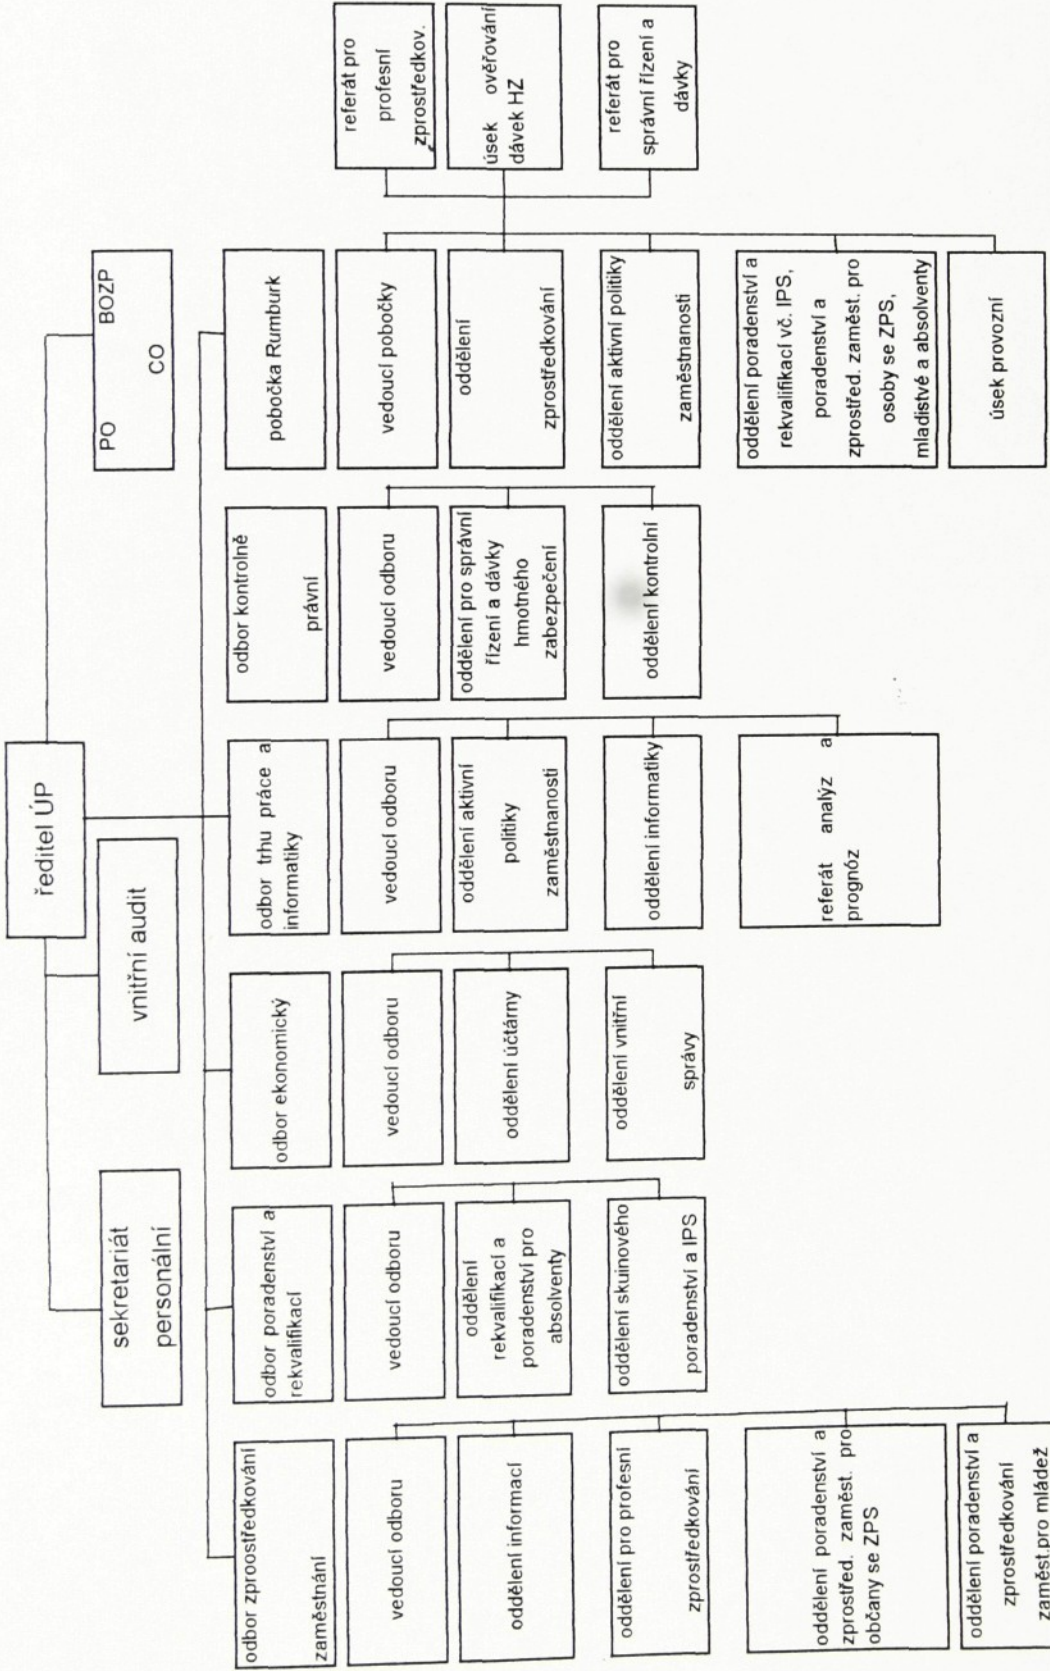 ředitel ÚP
sekretariát
personální
vnitřní audit
PO BOZP
CO
odbor zprostředkování
zaměstnání
vedoucí odboru
oddělení informací
oddělení pro profesní
zprostředkování
oddělení poradenství a
zprostřed. zaměst. pro
občany se ZPS
oddělení poradenství a
zprostředkování
zaměst.pro mládež
odbor poradenství a
rekvalifikací
vedoucí odboru
oddělení
rekvalifikací a
poradenství pro
absolventy
oddělení skuinového
poradenství a IPS
odbor ekonomický
vedoucí odboru
oddělení účtárny
oddělení vnitřní
správy
odbor trhu práce a
informatiky
vedoucí odboru
oddělení aktivní
politiky
zaměstnanosti
oddělení informatiky
referát analýz a
prognóz
odbor kontrolně
právní
vedoucí odboru
oddělení pro správní
řízení a dávky
hmotného
zabezpečení
oddělení kontrolní
pobočka Rumburk
vedoucí pobočky
oddělení
zprostředkování
oddělení aktivní politiky
zaměstnanosti
oddělení poradenství a
rekvalifikací vč. IPS,
poradenství a
zprostřed. zaměst. pro
osoby se ZPS,
mladistvé a absolventy
úsek provozní
referát pro
profesní
zprostředkov.
úsek ověřování
dávek HZ
referát pro
správní řízení a
dávky